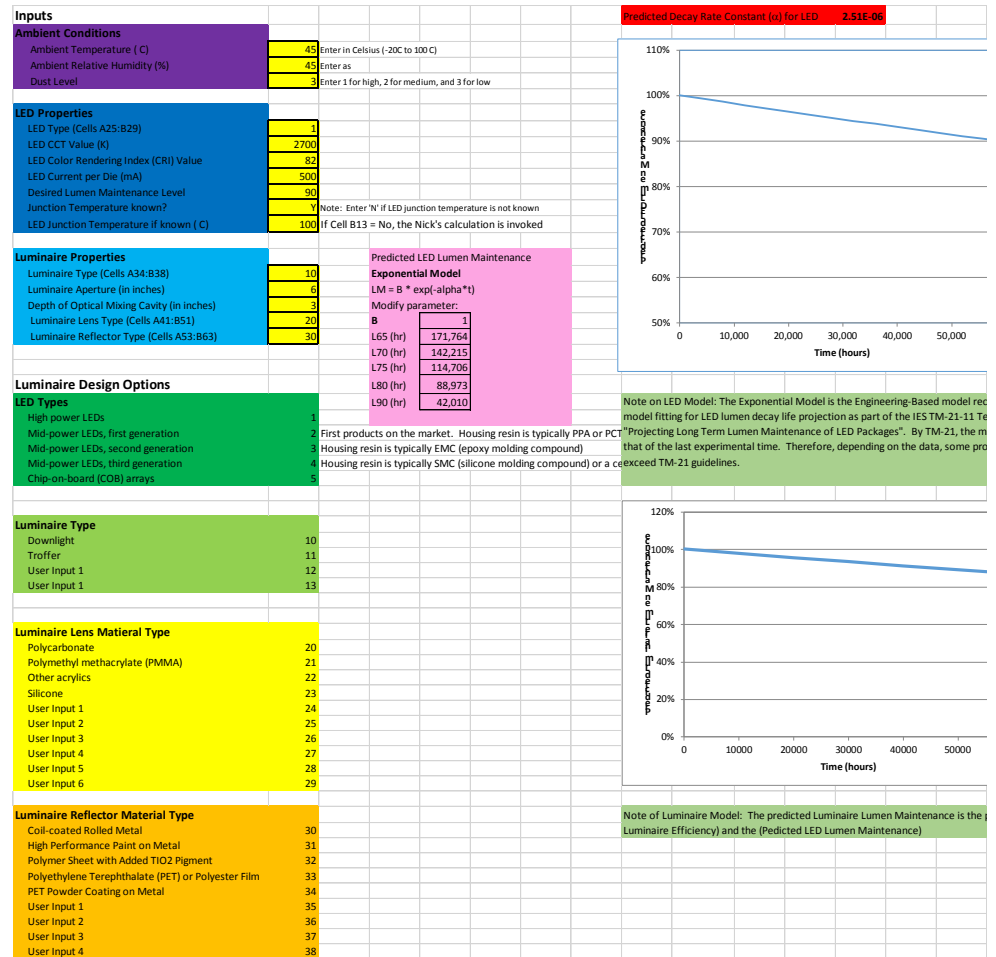 Inputs
Predicted Decay Rate Constant (α) for LED 2.51E-06
Ambient Conditions
Ambient Temperature ( C) 45 Enter in Celsius (-20C to 100 C)
Ambient Relative Humidity (%) 45 Enter as
Dust Level 3 Enter 1 for high, 2 for medium, and 3 for low
LED Properties
LED Type (Cells A25:B29) 1
LED CCT Value (K) 2700
LED Color Rendering Index (CRI) Value 82
LED Current per Die (mA) 500
Desired Lumen Maintenance Level 90
Junction Temperature known? Y Note: Enter 'N' if LED junction temperature is not known
LED Junction Temperature if known ( C) 100 If Cell B13 = No, the Nick's calculation is invoked
Luminaire Properties
Luminaire Type (Cells A34:B38) 10
Luminaire Aperture (in inches) 6
Depth of Optical Mixing Cavity (in inches) 3
Luminaire Lens Type (Cells A41:B51) 20
Luminaire Reflector Type (Cells A53:B63) 30
Predicted LED Lumen Maintenance
Exponential Model
LM = B * exp(-alpha*t)
Modify parameter:
B 1
L65 (hr) 171,764
L70 (hr) 142,215
L75 (hr) 114,706
L80 (hr) 88,973
L90 (hr) 42,010
110%
100%
90%
80%
70%
60%
50%
0 10,000 20,000 30,000 40,000 50,000
Time (hours)
Luminaire Design Options
LED Types
High power LEDs 1
Mid-power LEDs, first generation 2 First products on the market. Housing resin is typically PPA or PCT
Mid-power LEDs, second generation 3 Housing resin is typically EMC (epoxy molding compound)
Mid-power LEDs, third generation 4 Housing resin is typically SMC (silicone molding compound) or a ce
Chip-on-board (COB) arrays 5
Note on LED Model: The Exponential Model is the Engineering-Based model rec
model fitting for LED lumen decay life projection as part of the IES TM-21-11 Te
"Projecting Long Term Lumen Maintenance of LED Packages". By TM-21, the m
that of the last experimental time. Therefore, depending on the data, some pro
exceed TM-21 guidelines.
Luminaire Type
Downlight 10
Troffer 11
User Input 1 12
User Input 1 13
120%
100%
80%
60%
40%
20%
0%
0 10000 20000 30000 40000 50000
Time (hours)
Luminaire Lens Matieral Type
Polycarbonate 20
Polymethyl methacrylate (PMMA) 21
Other acrylics 22
Silicone 23
User Input 1 24
User Input 2 25
User Input 3 26
User Input 4 27
User Input 5 28
User Input 6 29
Luminaire Reflector Material Type
Coil-coated Rolled Metal 30
High Performance Paint on Metal 31
Polymer Sheet with Added TIO2 Pigment 32
Polyethylene Terephthalate (PET) or Polyester Film 33
PET Powder Coating on Metal 34
User Input 1 35
User Input 2 36
User Input 3 37
User Input 4 38
Note of Luminaire Model: The predicted Luminaire Lumen Maintenance is the p
Luminaire Efficiency) and the (Pedicted LED Lumen Maintenance)